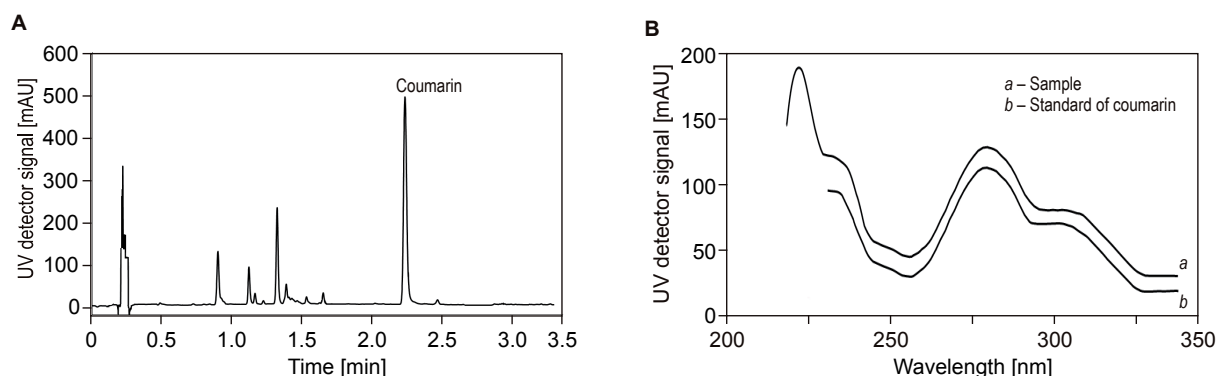 A
600
500
400
300
200
100
0
UV detector signal [mAU]
Coumarin
0 0.5 1.0 1.5 2.0 2.5 3.0 3.5
Time [min]
B
200
150
100
50
0
UV detector signal [mAU]
a – Sample
b – Standard of coumarin
a
b
200 250 300 350
Wavelength [nm]